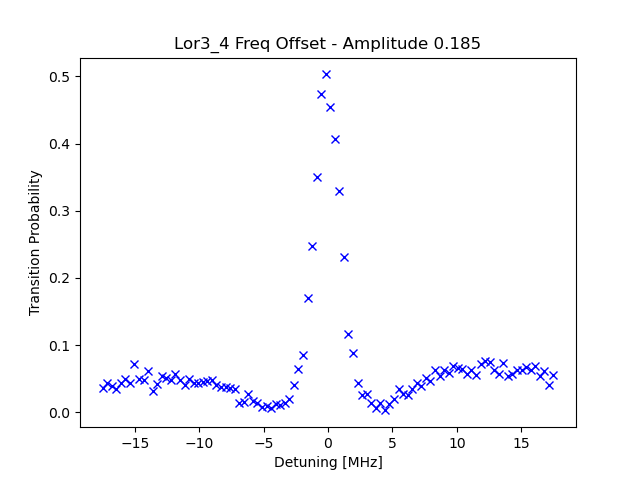 Lor3_4 Freq Offset - Amplitude 0.185
0.5
0.4
0.3
0.2
0.1
0.0
Transition Probability
−15 −10 −5 0 5 10 15
Detuning [MHz]